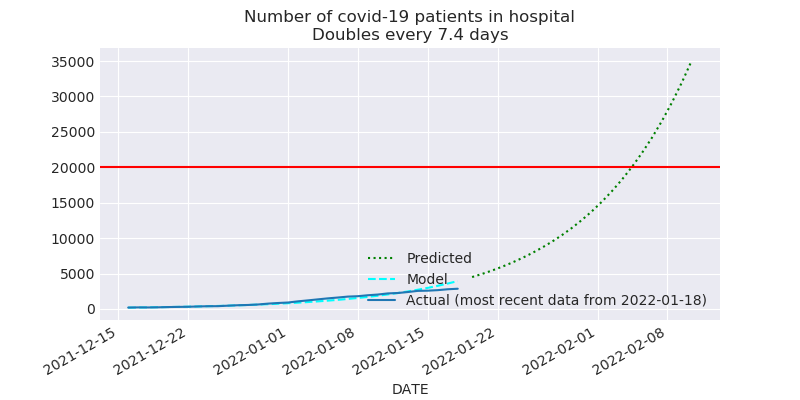 Number of covid-19 patients in hospital
Doubles every 7.4 days
35000
30000
25000
20000
15000
10000
5000
0
Predicted
Model
Actual (most recent data from 2022-01-18)
2021-12-15
2021-12-22
2022-01-01
2022-01-08
2022-01-15
2022-01-22
2022-02-01
2022-02-08
DATE